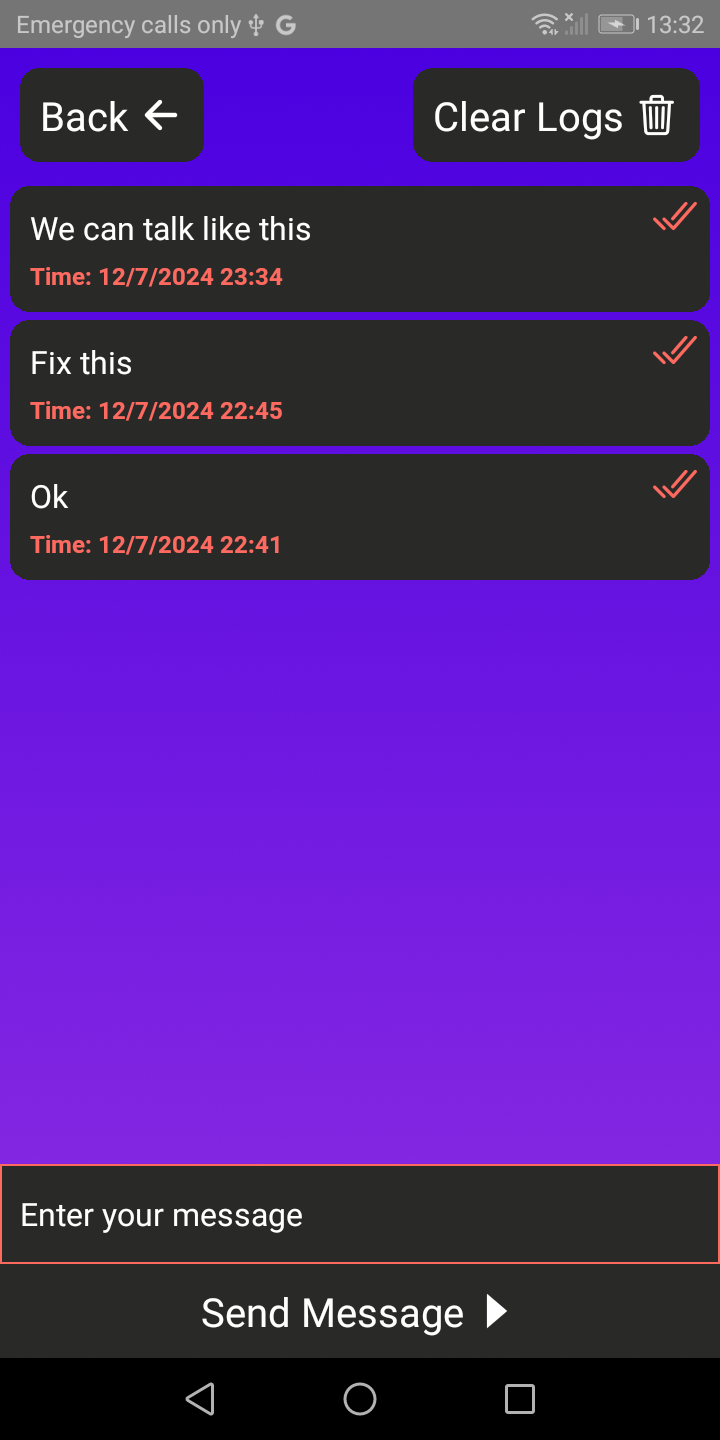 Emergency calls only
13:32
Back
Clear Logs
We can talk like this
Time: 12/7/2024 23:34
Fix this
Time: 12/7/2024 22:45
Ok
Time: 12/7/2024 22:41
Enter your message
Send Message